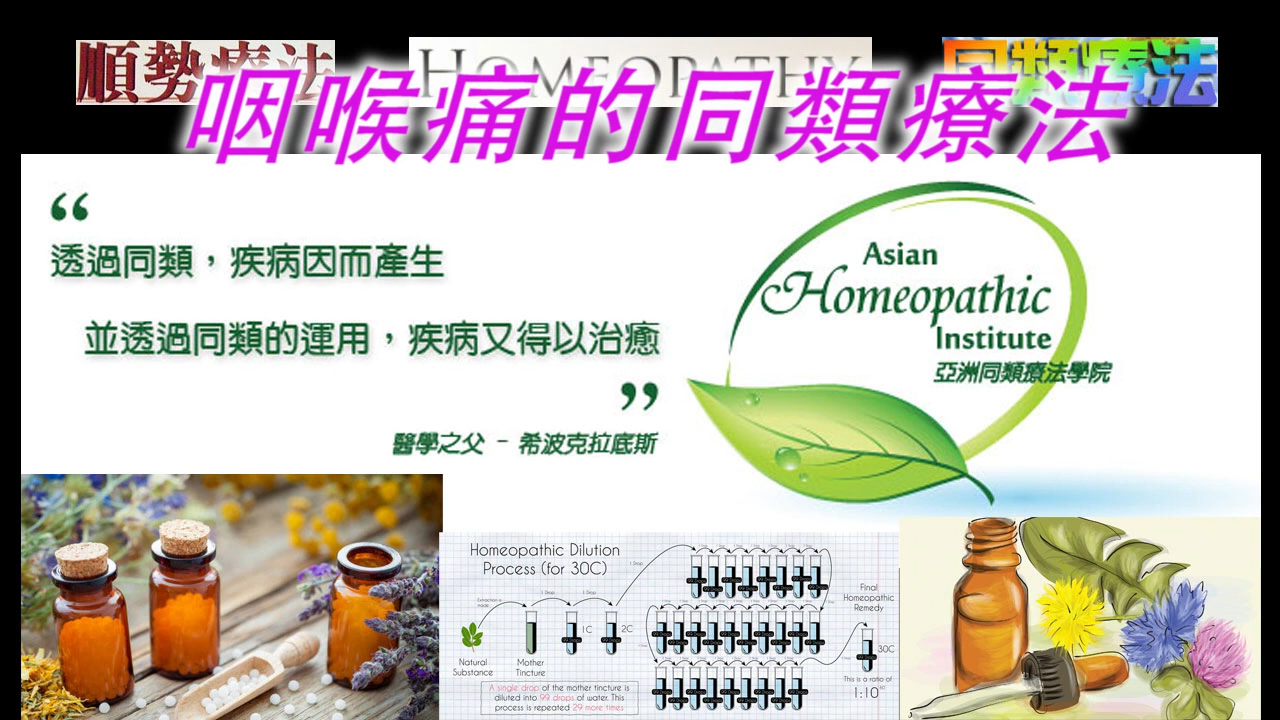 順勢療法
HOMEOPATHY
同類療法
咽喉痛的同類療法
“
透過同類，疾病因而產生
並透過同類的運用，疾病又得以治癒
”
醫學之父 - 希波克拉底斯
Asian
Homeopathic
Institute
亞洲同類療法學院
Homeopathic Dilution
Process (for 30C)
Natural
Substance
Mother
Tincture
1C
2C
Final
Homeopathic
Remedy
30C
This is a ratio of
A single drop of the mother tincture is
diluted into 99 drops of water. This
process is repeated 29 more times